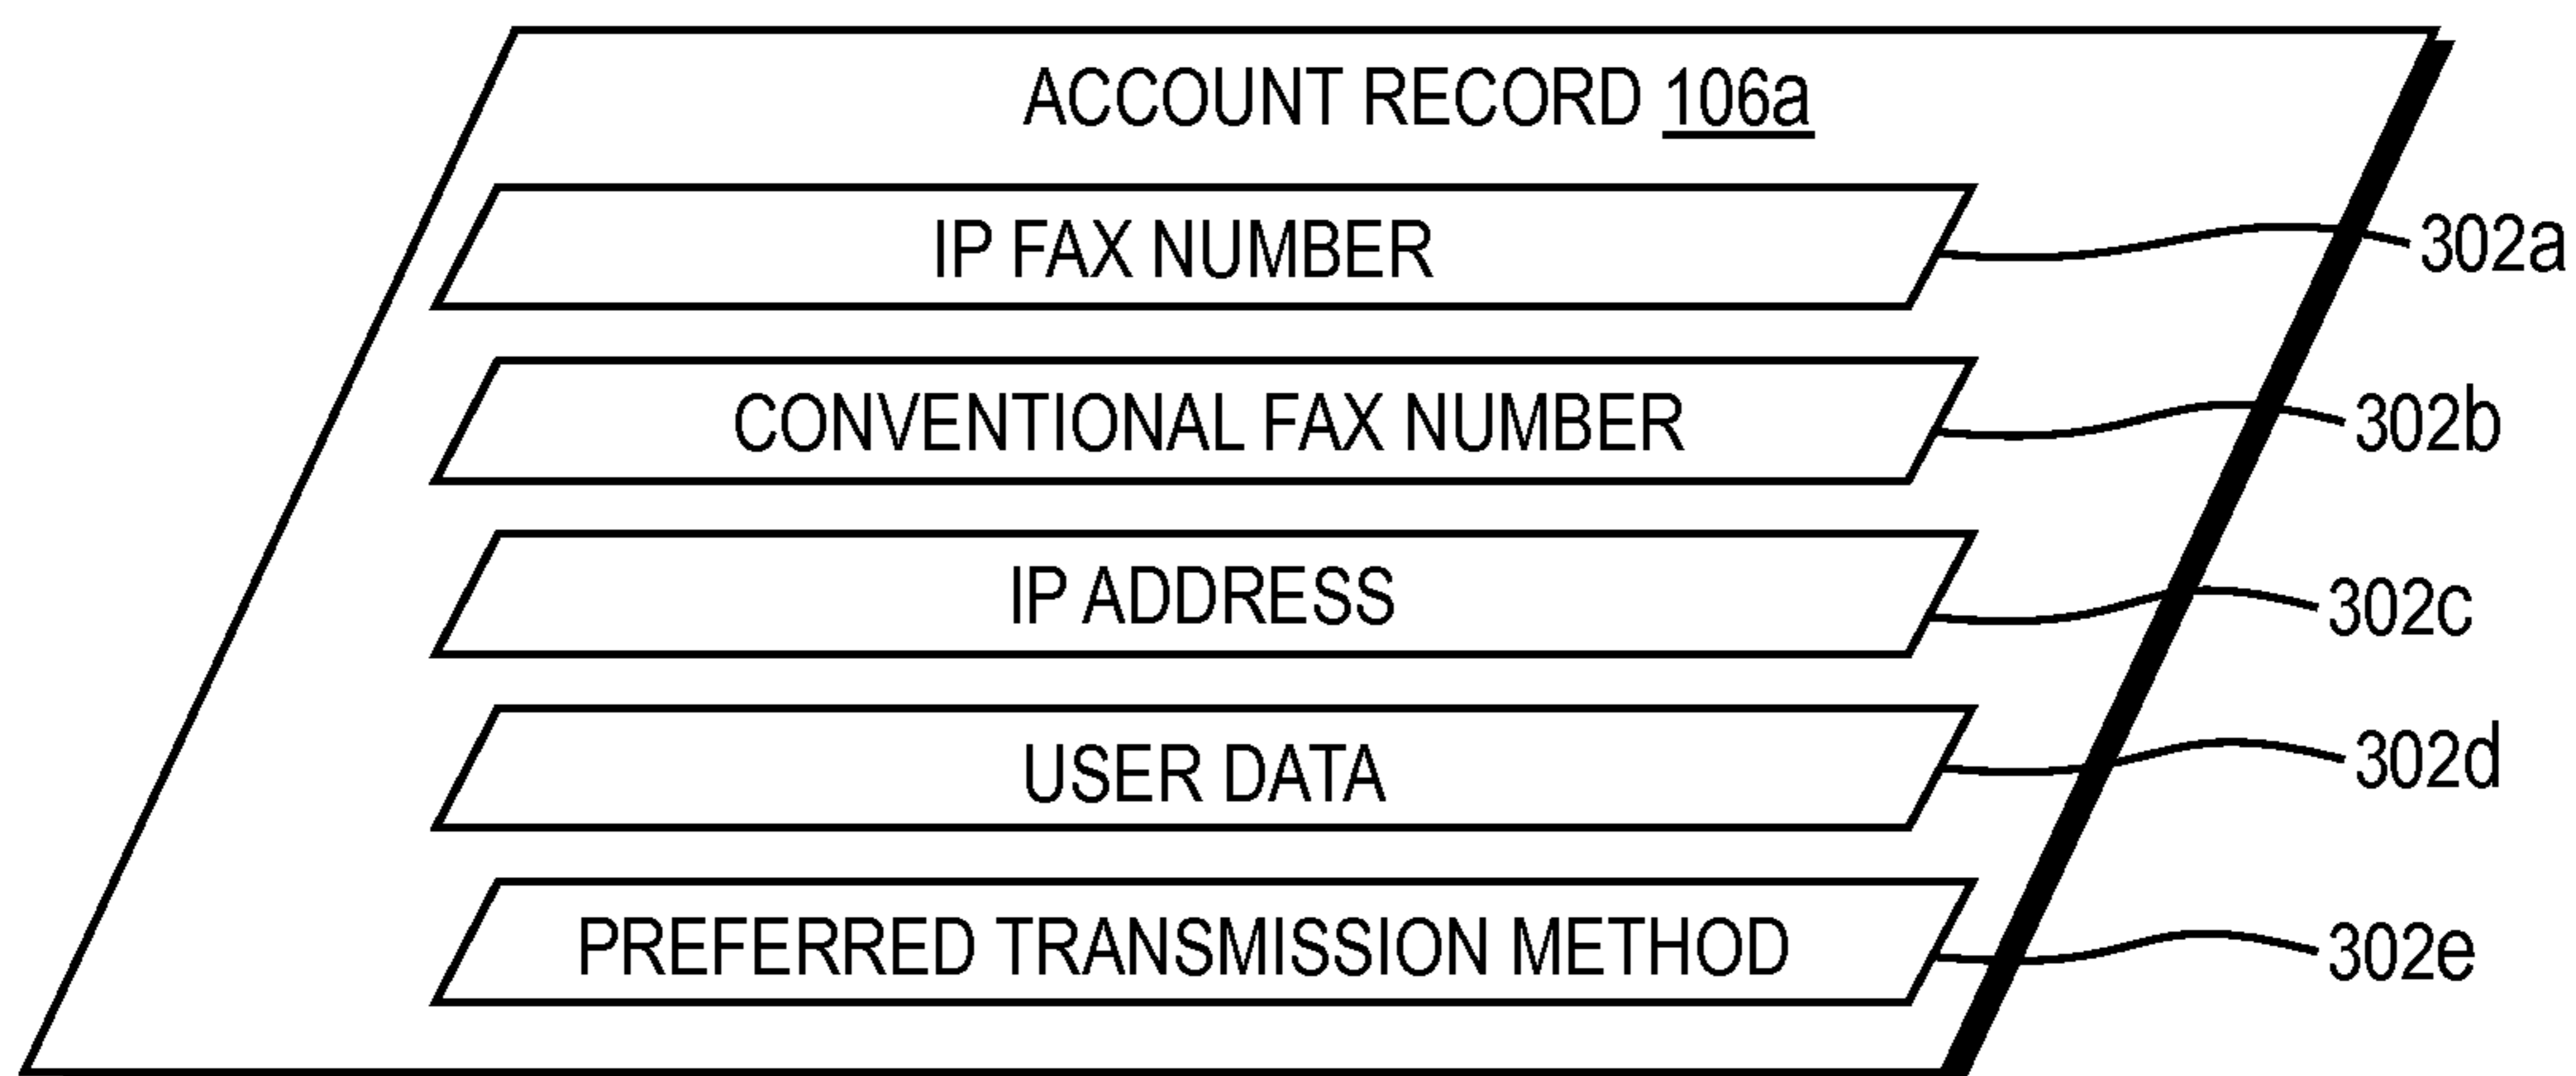 ACCOUNT RECORD 106a
IP FAX NUMBER
302a
CONVENTIONAL FAX NUMBER
302b
IP ADDRESS
302c
USER DATA
302d
PREFERRED TRANSMISSION METHOD
302e